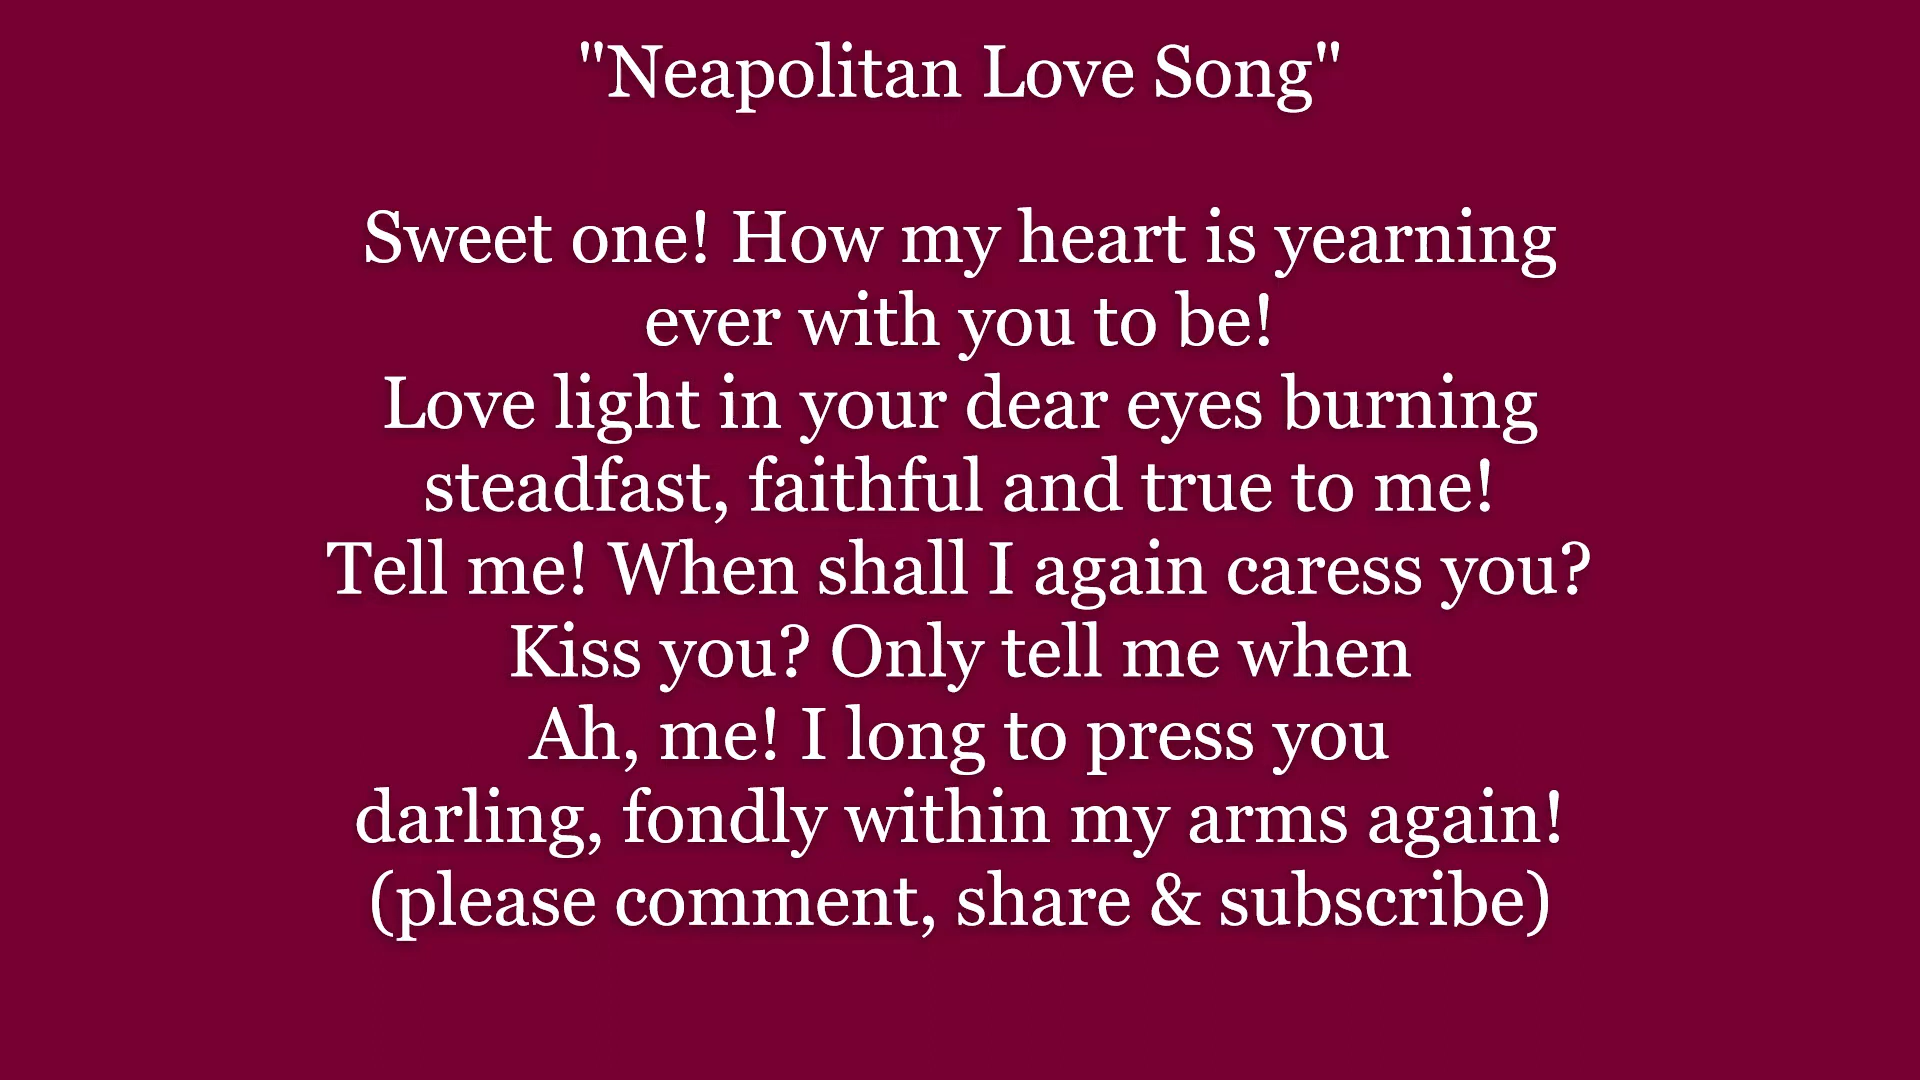 "Neapolitan Love Song"
Sweet one! How my heart is yearning
ever with you to be!
Love light in your dear eyes burning
steadfast, faithful and true to me!
Tell me! When shall I again caress you?
Kiss you? Only tell me when
Ah, me! I long to press you
darling, fondly within my arms again!
(please comment, share & subscribe)